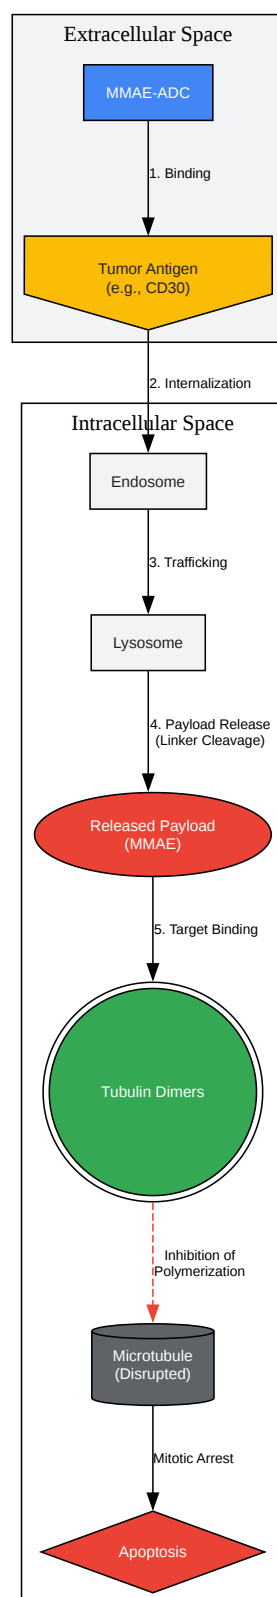 Extracellular Space
MMAE-ADC
1. Binding
Tumor Antigen
(e.g., CD30)
2. Internalization
Intracellular Space
Endosome
3. Trafficking
Lysosome
4. Payload Release
(Linker Cleavage)
Released Payload
(MMAE)
5. Target Binding
Tubulin Dimers
Inhibition of
Polymerization
Microtubule
(Disrupted)
Mitotic Arrest
Apoptosis